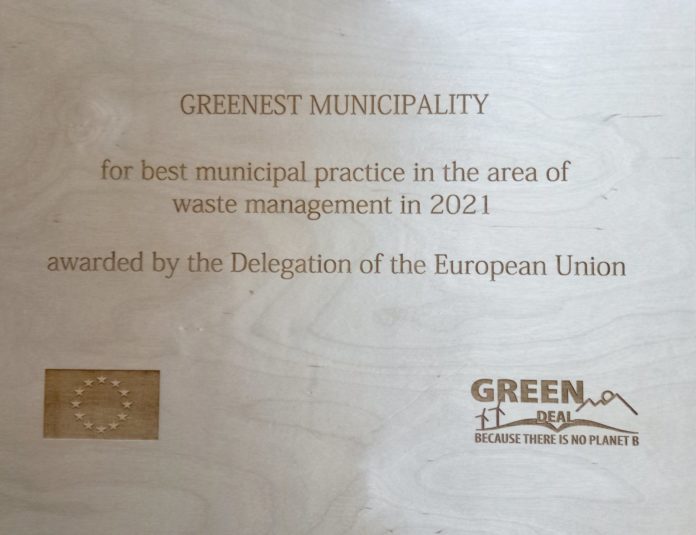 GREENEST MUNICIPALITY
for best municipal practice in the area of
waste management in 2021
awarded by the Delegation of the European Union
GREEN
DEAL
BECAUSE THERE IS NO PLANET B